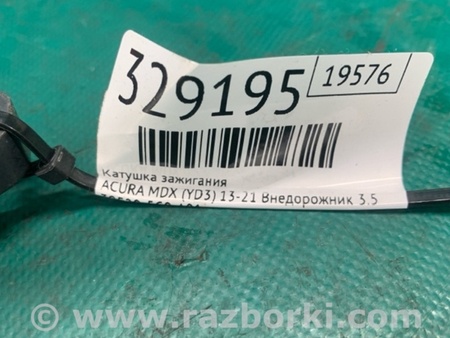 329195
19576
Катушка зажигания
ACURA MDX (YD3) 13-21 Внедорожник 3.5
www.razborki.com